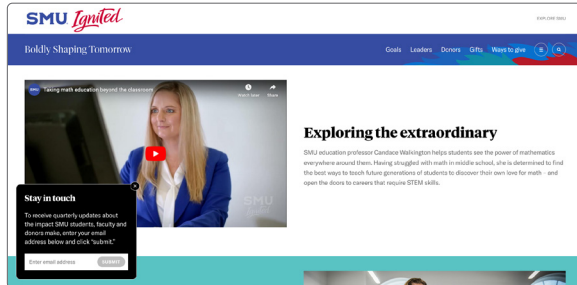 SMU Ignited
EXPLORE SMU
Boldly Shaping Tomorrow
Goals Leaders Donors Gifts Ways to give
SMU Taking math education beyond the classroom
Watch later Share
SMU
Exploring the extraordinary
SMU education professor Candace Walkington helps students see the power of mathematics
everywhere around them. Having struggled with math in middle school, she is determined to find
the best ways to teach future generations of students to discover their own love for math – and
open the doors to careers that require STEM skills.
Stay in touch
To receive quarterly updates about
the impact SMU students, faculty and
donors make, enter your email
address below and click "submit."
Enter email address SUBMIT